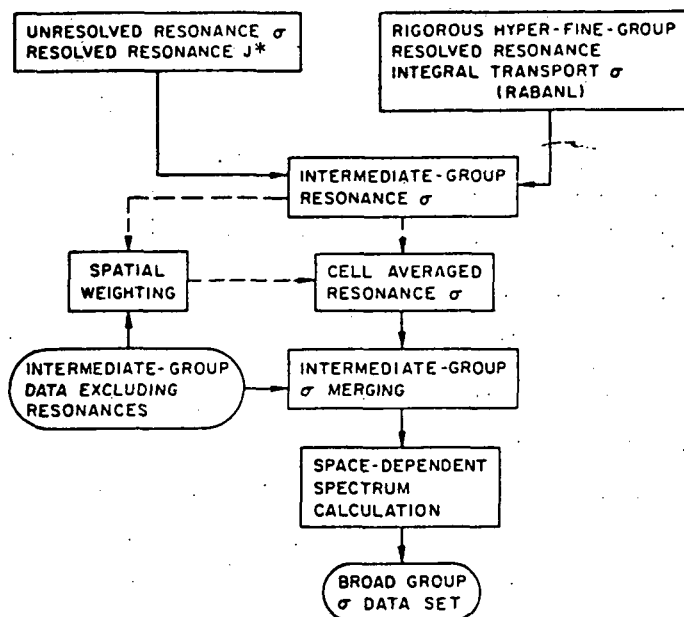 UNRESOLVED RESONANCE σ
RESOLVED RESONANCE J*
RIGOROUS HYPER-FINE-GROUP
RESOLVED RESONANCE
INTEGRAL TRANSPORT σ
(RABANL)
INTERMEDIATE-GROUP
RESONANCE σ
SPATIAL
WEIGHTING
CELL AVERAGED
RESONANCE σ
INTERMEDIATE-GROUP
DATA EXCLUDING
RESONANCES
INTERMEDIATE-GROUP
σ MERGING
SPACE-DEPENDENT
SPECTRUM
CALCULATION
BROAD GROUP
σ DATA SET